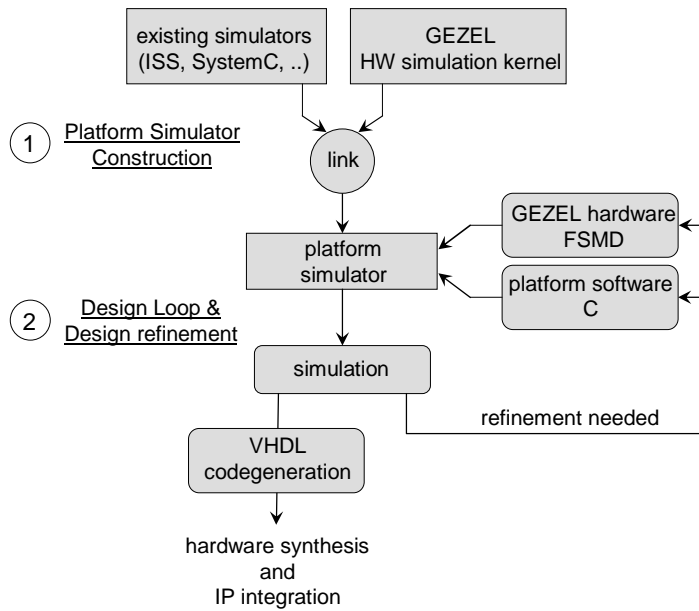 existing simulators
(ISS, SystemC, ..)
GEZEL
HW simulation kernel
1
Platform Simulator
Construction
link
GEZEL hardware
FSMD
platform
simulator
platform software
C
2
Design Loop &
Design refinement
simulation
refinement needed
VHDL
codegeneration
hardware synthesis
and
IP integration